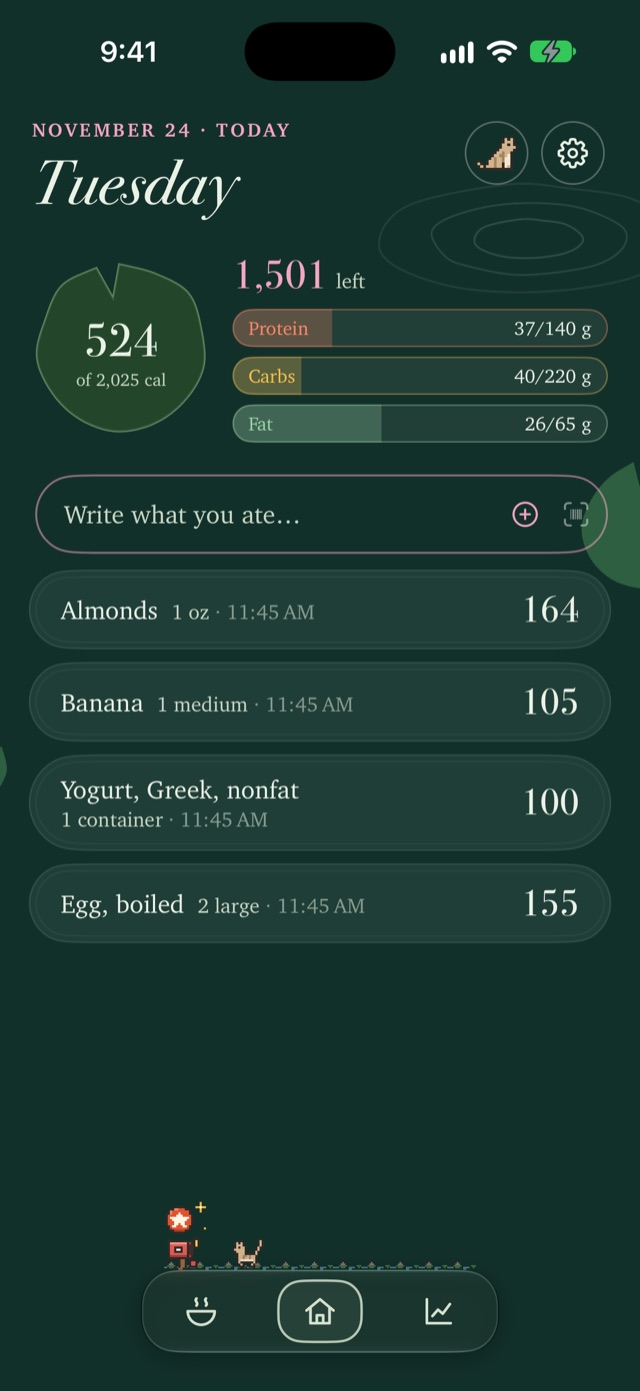 9:41
NOVEMBER 24 · TODAY
Tuesday
1,501 left
524
of 2,025 cal
Protein 37/140 g
Carbs 40/220 g
Fat 26/65 g
Write what you ate...
Almonds 1 oz · 11:45 AM 164
Banana 1 medium · 11:45 AM 105
Yogurt, Greek, nonfat
1 container · 11:45 AM 100
Egg, boiled 2 large · 11:45 AM 155